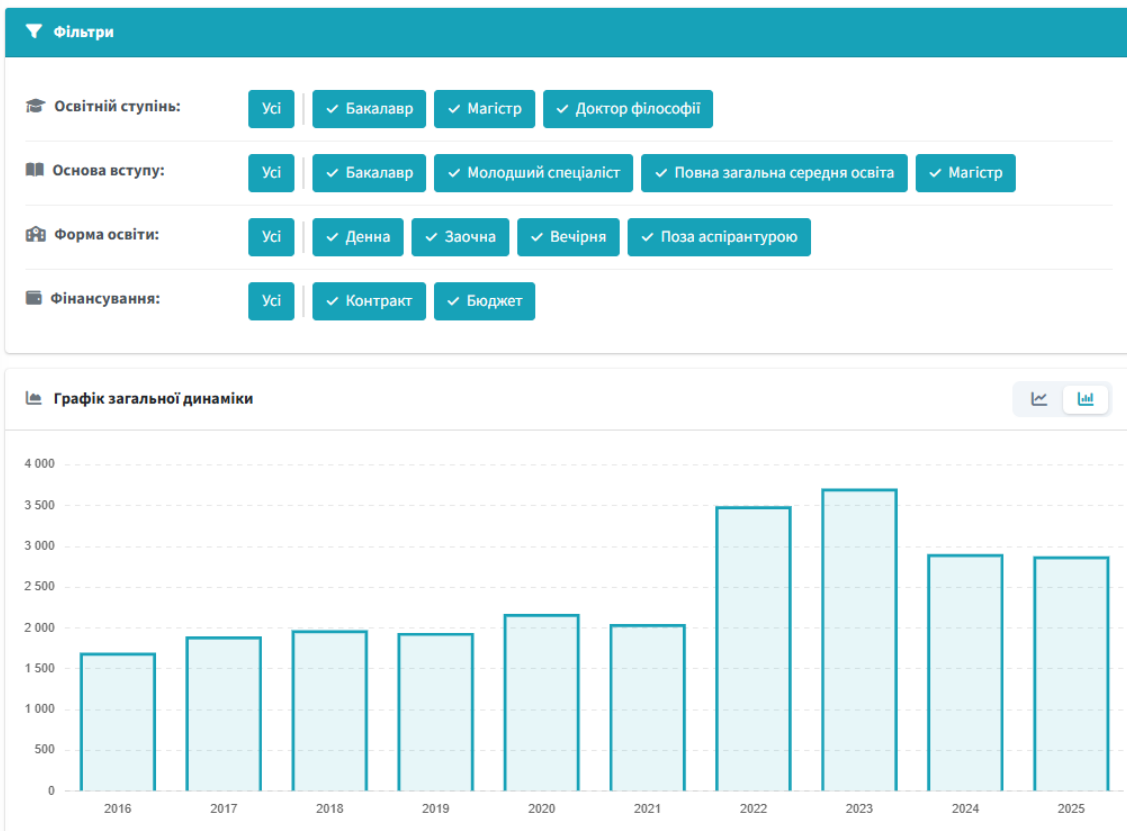 Фільтри
Освітній ступінь: Усі Бакалавр Магістр Доктор філософії
Основа вступу: Усі Бакалавр Молодший спеціаліст Повна загальна середня освіта Магістр
Форма освіти: Усі Денна Заочна Вечірня Поза аспірантурою
Фінансування: Усі Контракт Бюджет
Графік загальної динаміки
4 000
3 500
3 000
2 500
2 000
1 500
1 000
500
0
2016 2017 2018 2019 2020 2021 2022 2023 2024 2025